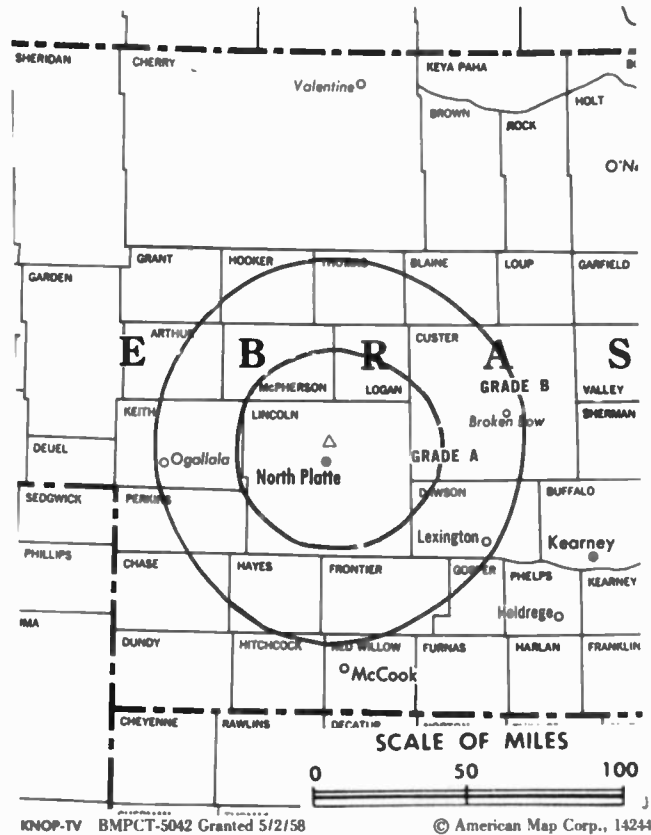 SHERIDAN
CHERRY
KEYA PAHA
Valentine
HOLT
BROWN
ROCK
GRANT
HOOKER
THOMAS
BLAINE
LOUP
GARFIELD
GARDEN
ARTHUR
CUSTER
E B R A S
GRADE B
McPHERSON
LOGAN
VALLEY
KEITH
LINCOLN
Broken Bow
SHERMAN
DEUEL
Ogallala
GRADE A
North Platte
SEDGWICK
PERKINS
DAWSON
BUFFALO
Lexington
Kearney
PHILLIPS
CHASE
HAYES
FRONTIER
GOSPER
PHELPS
KEARNEY
Holdrege
DUNDY
HITCHCOCK
RED WILLOW
FURNAS
HARLAN
FRANKLIN
McCook
CHEYENNE
RAWLINS
DECATUR
NORTON
SCALE OF MILES
0 50 100
KNOP-TV BMPCT-5042 Granted 5/2/58
© American Map Corp., 14244